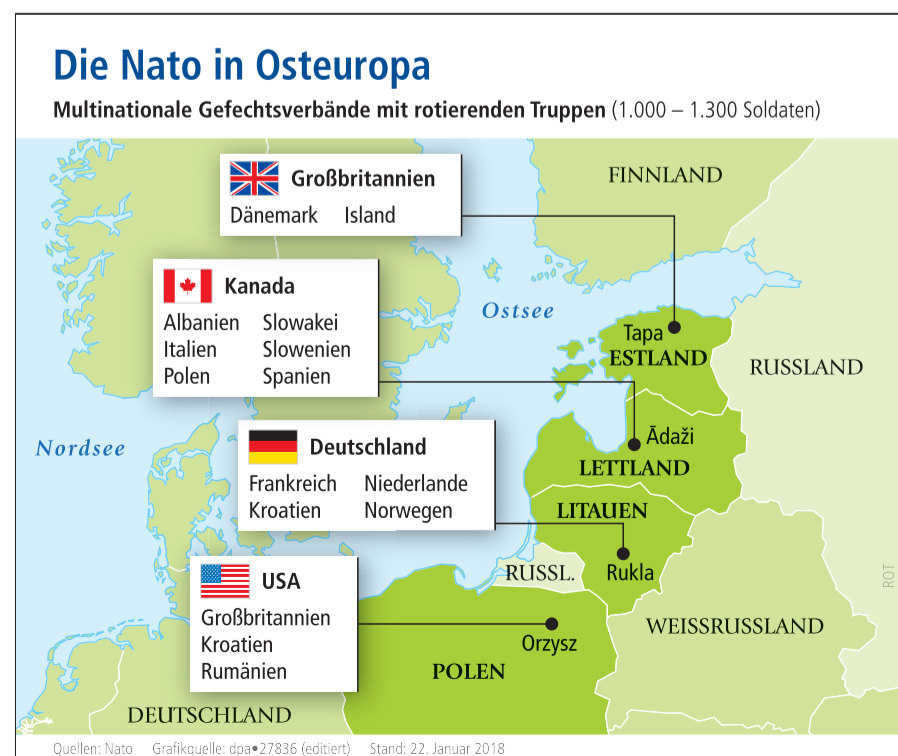 Die Nato in Osteuropa
Multinationale Gefechtsverbände mit rotierenden Truppen (1.000 – 1.300 Soldaten)
Großbritannien
Dänemark Island
FINNLAND
Kanada
Albanien Slowakei
Italien Slowenien
Polen Spanien
Ostsee
Tapa
ESTLAND
RUSSLAND
Nordsee
Deutschland
Frankreich Niederlande
Kroatien Norwegen
Ādaži
LETTLAND
LITAUEN
RUSSL.
Rukla
USA
Großbritannien
Kroatien
Rumänien
ROT
WEISSRUSSLAND
Orzysz
POLEN
DEUTSCHLAND
Quellen: Nato Grafikquelle: dpa•27836 (editiert) Stand: 22. Januar 2018